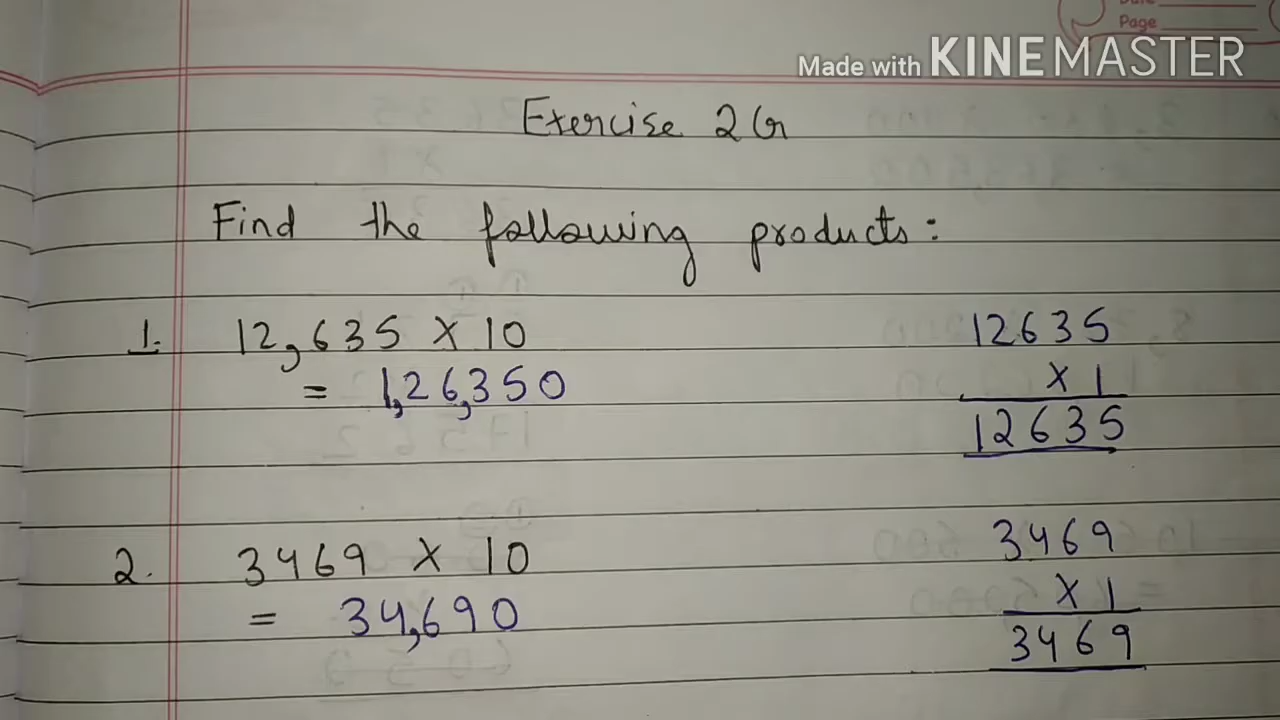 Page
Made with KINEMASTER
Exercise 2G
Find the following products:
1. 12,635 X 10
= 1,26,350
12635
X 1
12635
2. 3469 X 10
= 34,690
3469
X 1
3469